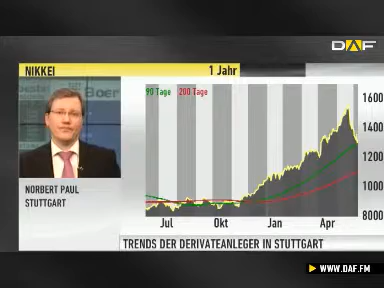 DAF
NIKKEI
1 Jahr
90 Tage
200 Tage
1600
1400
1200
1000
8000
Jul
Okt
Jan
Apr
NORBERT PAUL
STUTTGART
TRENDS DER DERIVATEANLEGER IN STUTTGART
WWW.DAF.FM